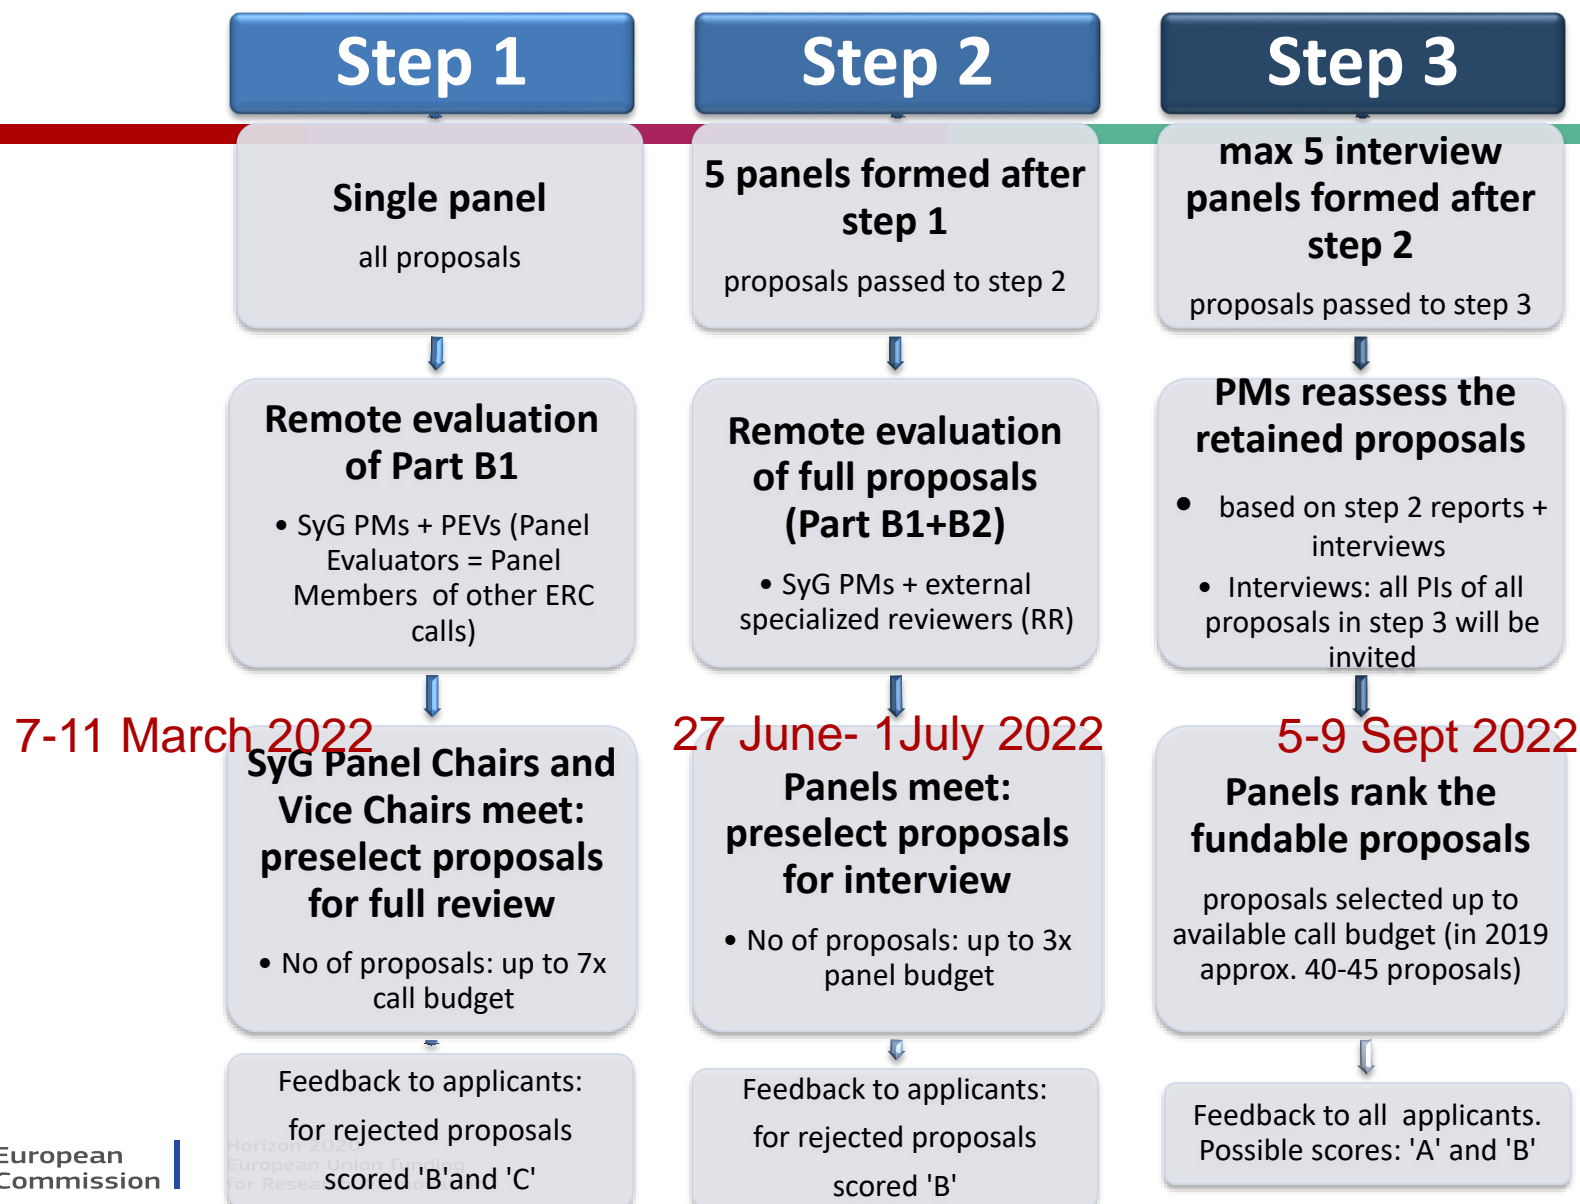 Step 1
Single panel
all proposals
Remote evaluation
of Part B1
• SyG PMs + PEVs (Panel
Evaluators = Panel
Members of other ERC
calls)
7-11 March 2022
SyG Panel Chairs and
Vice Chairs meet:
preselect proposals
for full review
• No of proposals: up to 7x
call budget
Feedback to applicants:
for rejected proposals
scored 'B'and 'C'
Step 2
5 panels formed after
step 1
proposals passed to step 2
Remote evaluation
of full proposals
(Part B1+B2)
• SyG PMs + external
specialized reviewers (RR)
27 June- 1July 2022
Panels meet:
preselect proposals
for interview
• No of proposals: up to 3x
panel budget
Feedback to applicants:
for rejected proposals
scored 'B'
Step 3
max 5 interview
panels formed after
step 2
proposals passed to step 3
PMs reassess the
retained proposals
• based on step 2 reports +
interviews
• Interviews: all PIs of all
proposals in step 3 will be
invited
5-9 Sept 2022
Panels rank the
fundable proposals
proposals selected up to
available call budget (in 2019
approx. 40-45 proposals)
Feedback to all applicants.
Possible scores: 'A' and 'B'
European
Commission
Horizon 2020
European Union funding
for Research